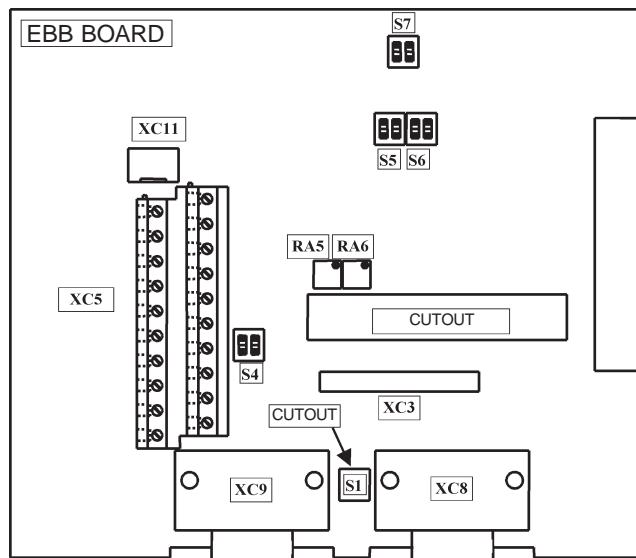 EBB BOARD
S7
XC11
S5 S6
RA5 RA6
XC5
CUTOUT
S4
XC3
CUTOUT
XC9
S1
XC8